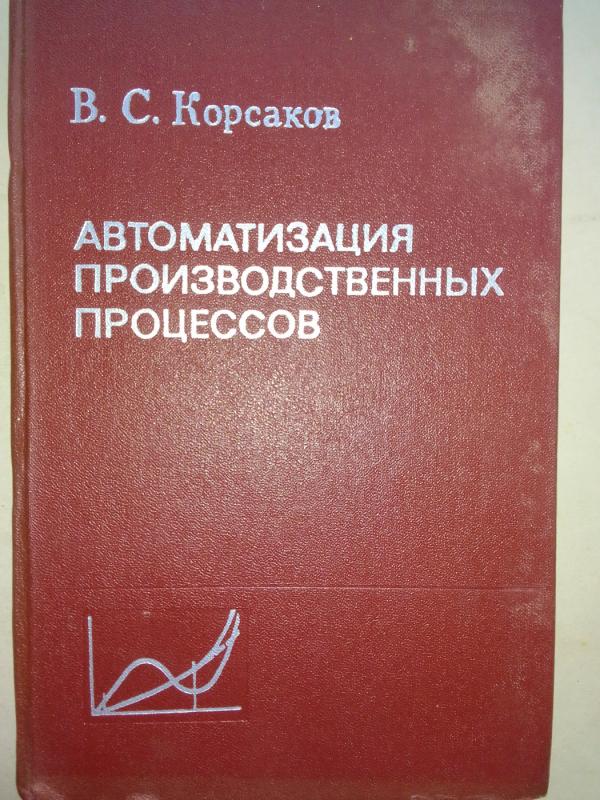 В. С. Корсаков
АВТОМАТИЗАЦИЯ
ПРОИЗВОДСТВЕННЫХ
ПРОЦЕССОВ